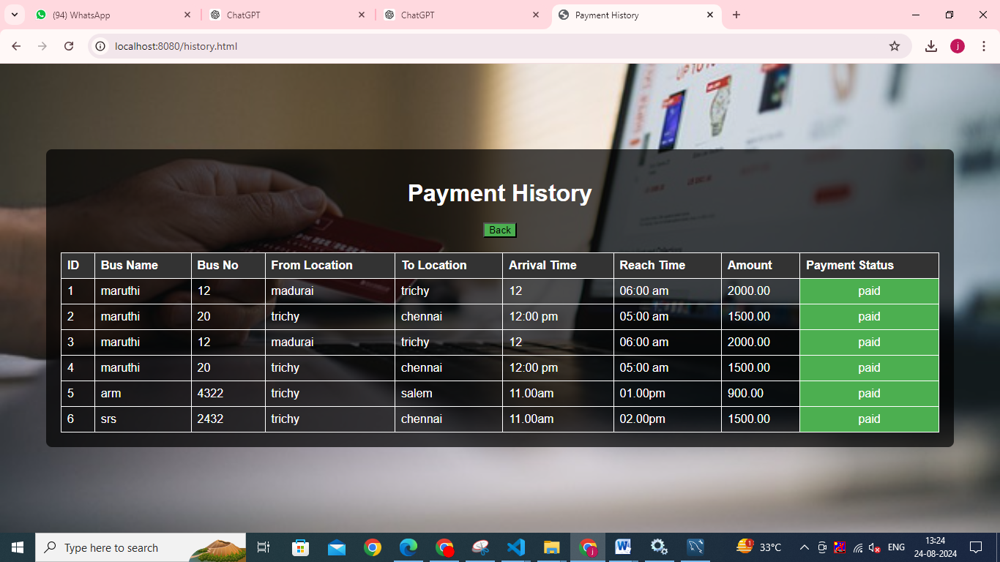 (94) WhatsApp
ChatGPT
ChatGPT
Payment History
localhost:8080/history.html
j
UP TO
Payment History
Back
ID Bus Name Bus No From Location To Location Arrival Time Reach Time Amount Payment Status
1 maruthi 12 madurai trichy 12 06:00 am 2000.00 paid
2 maruthi 20 trichy chennai 12:00 pm 05:00 am 1500.00 paid
3 maruthi 12 madurai trichy 12 06:00 am 2000.00 paid
4 maruthi 20 trichy chennai 12:00 pm 05:00 am 1500.00 paid
5 arm 4322 trichy salem 11.00am 01.00pm 900.00 paid
6 srs 2432 trichy chennai 11.00am 02.00pm 1500.00 paid
Type here to search
j
W
1
33°C
ENG
13:24
24-08-2024